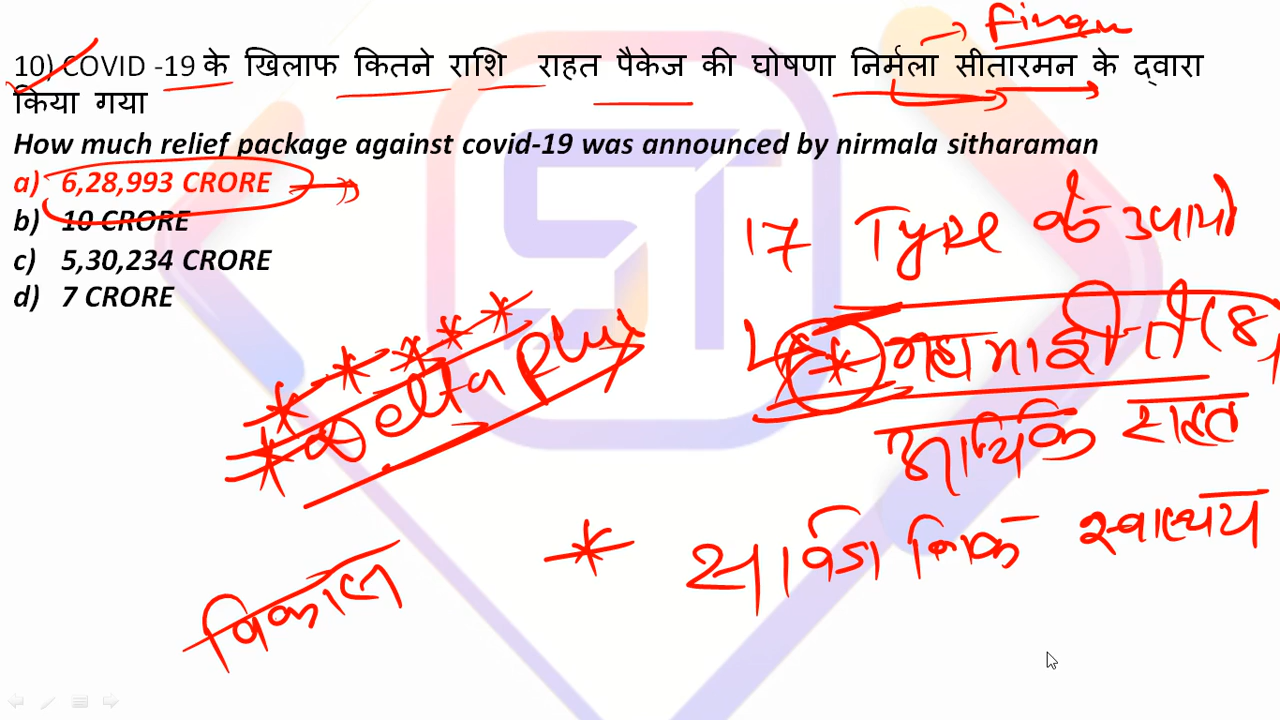 Finan
10) COVID -19 के खिलाफ कितने राशि राहत पैकेज की घोषणा निर्मला सीतारमन के द्वारा
किया गया
How much relief package against covid-19 was announced by nirmala sitharaman
a) 6,28,993 CRORE
b) 10 CRORE
c) 5,30,234 CRORE
d) 7 CRORE
17 Type के उपायो
Delta plus
महामारी
आर्थिक राहत
सार्वजनिक स्वास्थ्य
विकास